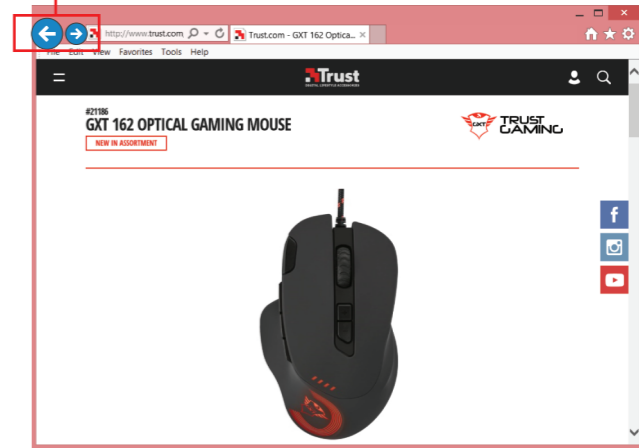 http://www.trust.com
Trust.com - GXT 162 Optica...
File Edit View Favorites Tools Help
Trust
#21186
GXT 162 OPTICAL GAMING MOUSE
NEW IN ASSORTMENT
GXT
TRUST
GAMING